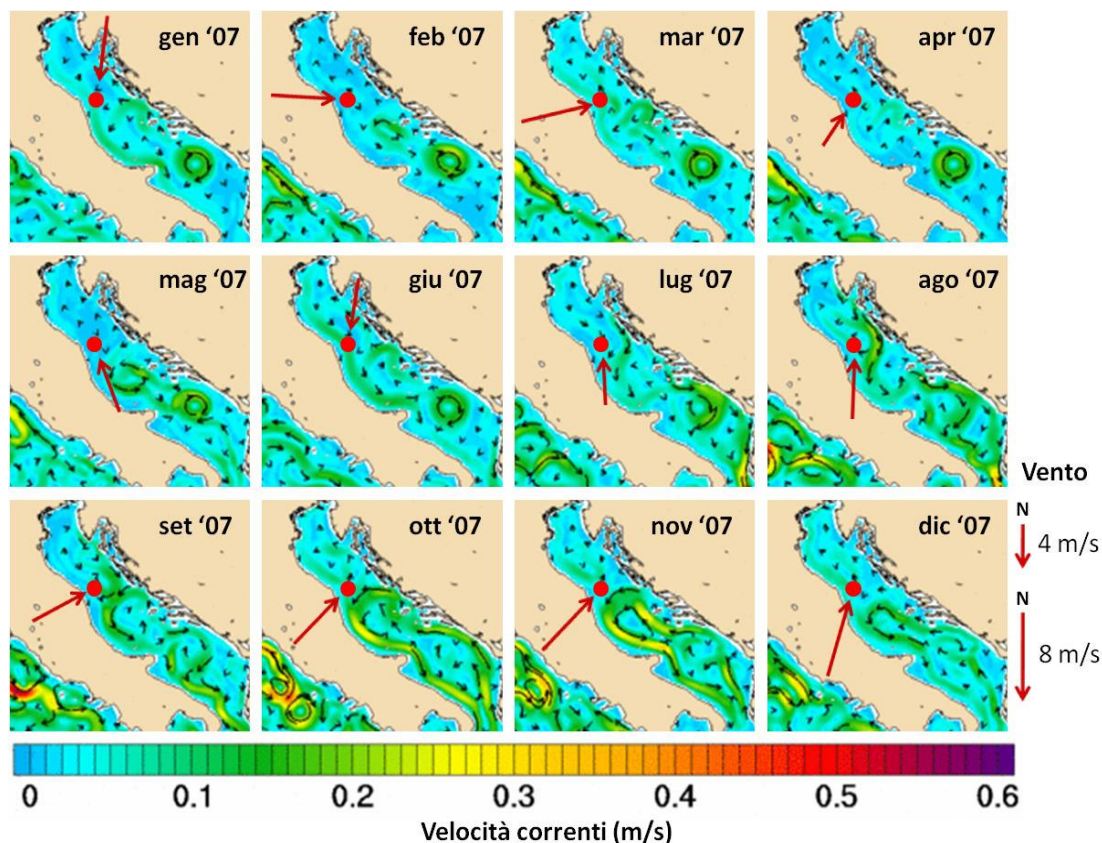 gen ‘07
feb ‘07
mar ‘07
apr ‘07
mag ‘07
giu ‘07
lug ‘07
ago ‘07
set ‘07
ott ‘07
nov ‘07
dic ‘07
Vento
N
4 m/s
N
8 m/s
0 0.1 0.2 0.3 0.4 0.5 0.6
Velocità correnti (m/s)